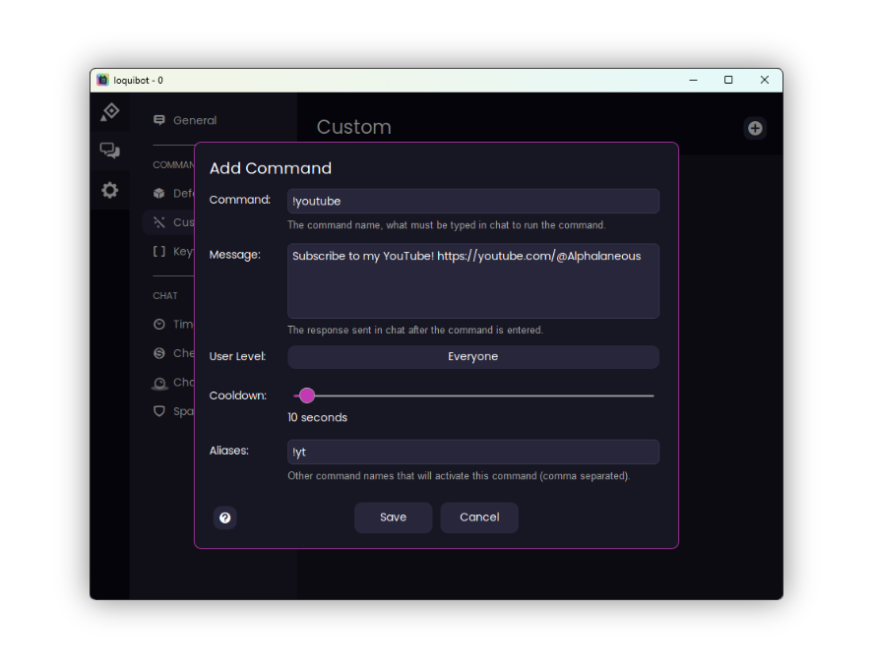 loquibot - 0
General
Custom
COMMAN
Defa
Cus
Key
CHAT
Tim
Che
Cha
Spa
Add Command
Command:
!youtube
The command name, what must be typed in chat to run the command.
Message:
Subscribe to my YouTube! https://youtube.com/@Alphalaneous
The response sent in chat after the command is entered.
User Level:
Everyone
Cooldown:
10 seconds
Aliases:
!yt
Other command names that will activate this command (comma separated).
Save
Cancel